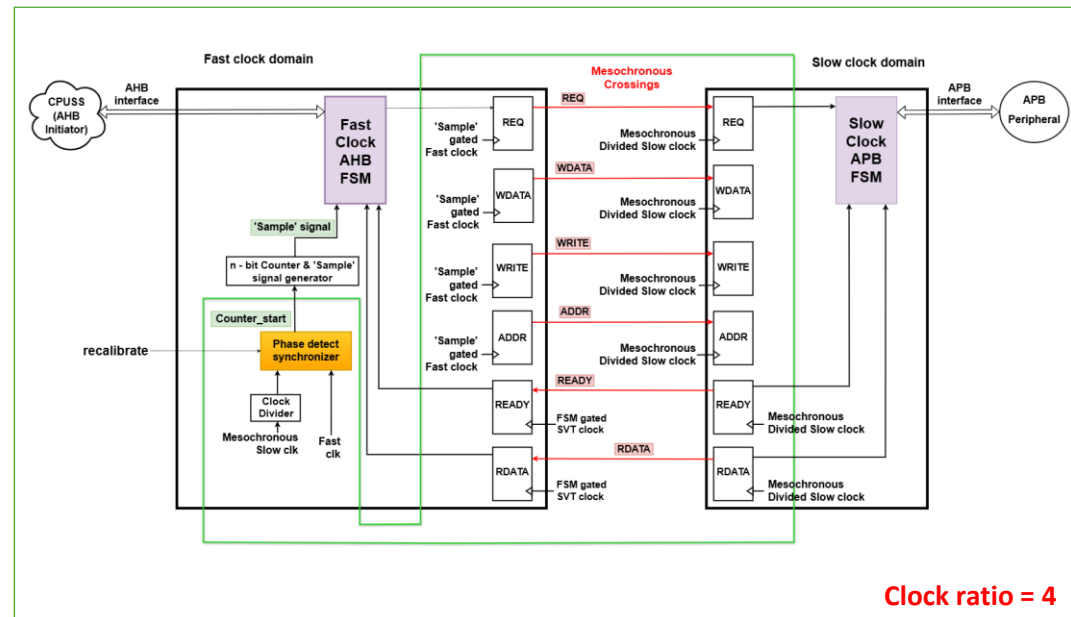 Fast clock domain
Slow clock domain
Mesochronous
Crossings
AHB
interface
APB
interface
CPUSS
(AHB
Initiator)
APB
Peripheral
Fast
Clock
AHB
FSM
Slow
Clock
APB
FSM
'Sample'
gated
Fast clock
REQ
REQ
Mesochronous
Divided Slow clock
REQ
'Sample'
gated
Fast clock
WDATA
WDATA
Mesochronous
Divided Slow clock
WDATA
'Sample' signal
n - bit Counter & 'Sample'
signal generator
'Sample'
gated
Fast clock
WRITE
WRITE
Mesochronous
Divided Slow clock
WRITE
Counter_start
'Sample'
gated
Fast clock
ADDR
ADDR
Mesochronous
Divided Slow clock
ADDR
recalibrate
Phase detect
synchronizer
Clock
Divider
Mesochronous
Slow clk
Fast
clk
READY
FSM gated
SVT clock
READY
READY
Mesochronous
Divided Slow clock
RDATA
FSM gated
SVT clock
RDATA
RDATA
Mesochronous
Divided Slow clock
Clock ratio = 4